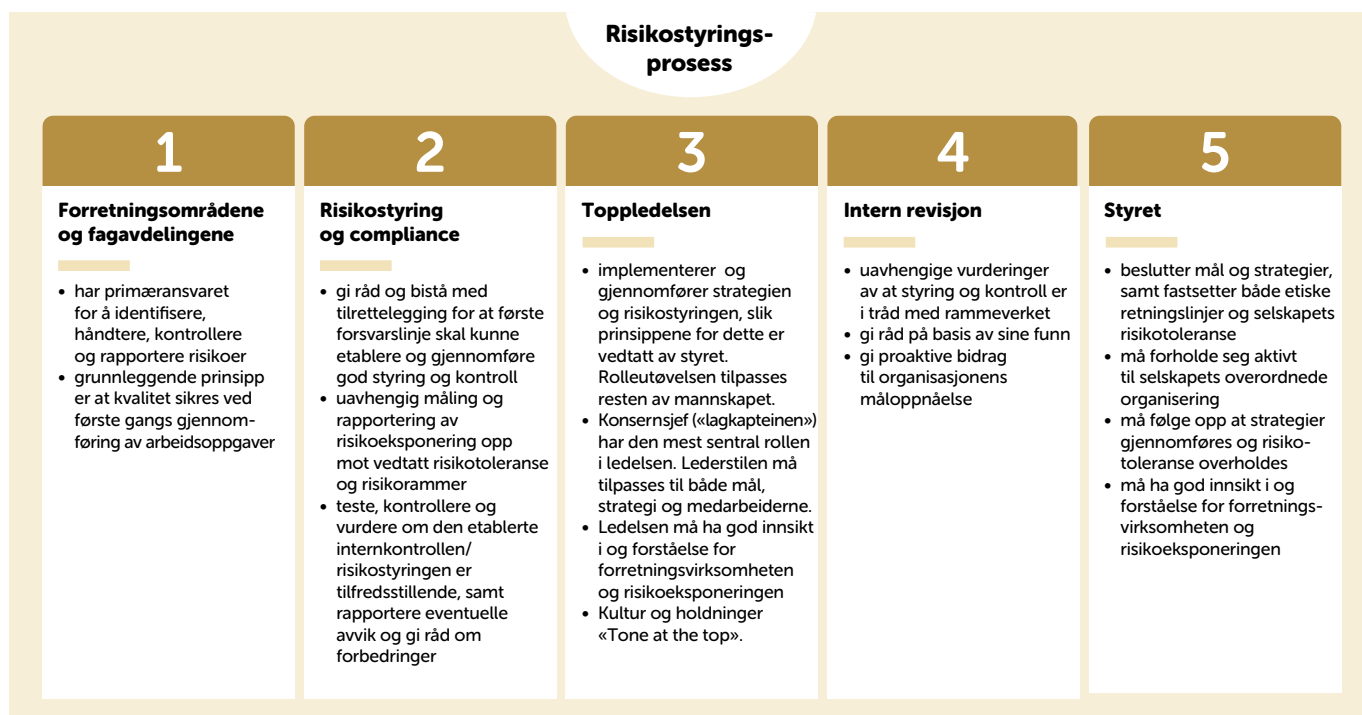 Risikostyrings-
prosess
1
Forretningsområdene
og fagavdelingene
• har primæransvaret
for å identifisere,
håndtere, kontrollere
og rapportere risikoer
• grunnleggende prinsipp
er at kvalitet sikres ved
første gangs gjennom-
føring av arbeidsoppgaver
2
Risikostyring
og compliance
• gi råd og bistå med
tilrettelegging for at første
forsvarslinje skal kunne
etablere og gjennomføre
god styring og kontroll
• uavhengig måling og
rapportering av
risikoeksponering opp
mot vedtatt risikotoleranse
og risikorammer
• teste, kontrollere og
vurdere om den etablerte
internkontrollen/
risikostyringen er
tilfredsstillende, samt
rapportere eventuelle
avvik og gi råd om
forbedringer
3
Toppledelsen
• implementerer og
gjennomfører strategien
og risikostyringen, slik
prinsippene for dette er
vedtatt av styret.
Rolleutøvelsen tilpasses
resten av mannskapet.
• Konsernsjef («lagkapteinen»)
har den mest sentral rollen
i ledelsen. Lederstilen må
tilpasses til både mål,
strategi og medarbeiderne.
• Ledelsen må ha god innsikt
i og forståelse for
forretningsvirksomheten
og risikoeksponeringen
• Kultur og holdninger
«Tone at the top».
4
Intern revisjon
• uavhengige vurderinger
av at styring og kontroll er
i tråd med rammeverket
• gi råd på basis av sine funn
• gi proaktive bidrag
til organisasjonens
måloppnåelse
5
Styret
• beslutter mål og strategier,
samt fastsetter både etiske
retningslinjer og selskapets
risikotoleranse
• må forholde seg aktivt
til selskapets overordnede
organisering
• må følge opp at strategier
gjennomføres og risiko-
toleranse overholdes
• må ha god innsikt i og
forståelse for forretnings-
virksomheten og
risikoeksponeringen